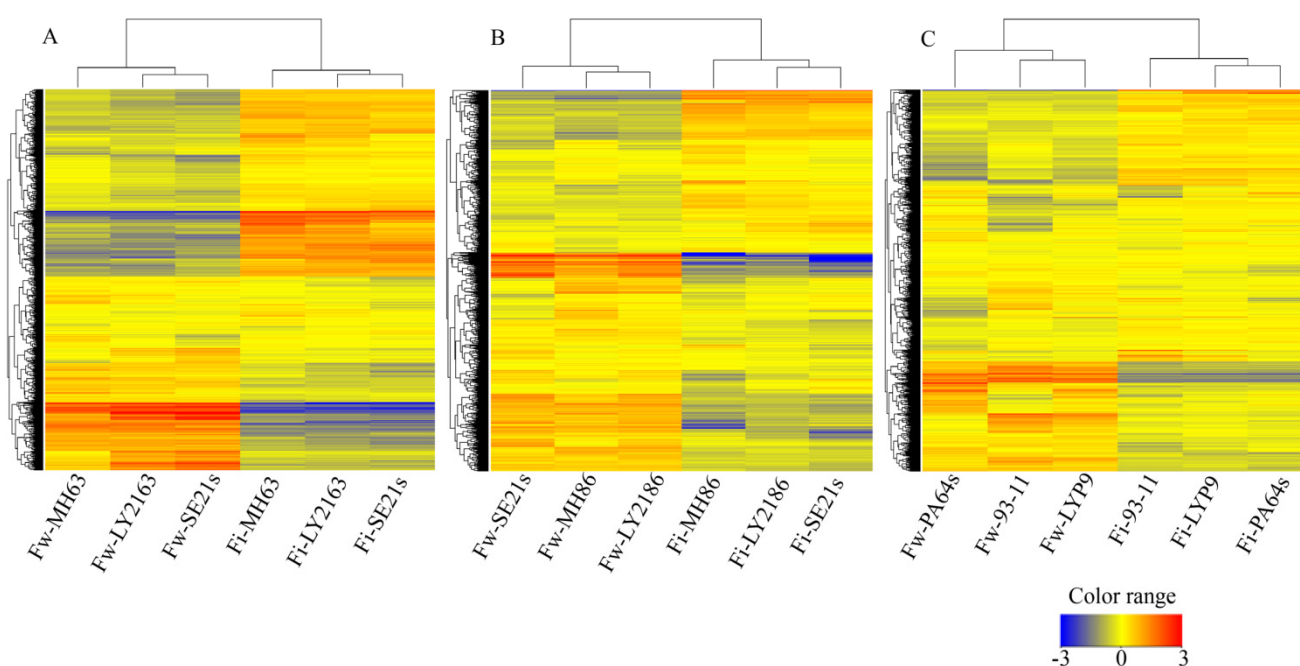 A
B
C
Fw-MH63
Fw-LY2163
Fw-SE21s
Fi-MH63
Fi-LY2163
Fi-SE21s
Fw-SE21s
Fw-MH86
Fw-LY2186
Fi-MH86
Fi-LY2186
Fi-SE21s
Fw-PA64s
Fw-93-11
Fw-LYP9
Fi-93-11
Fi-LYP9
Fi-PA64s
Color range
-3 0 3